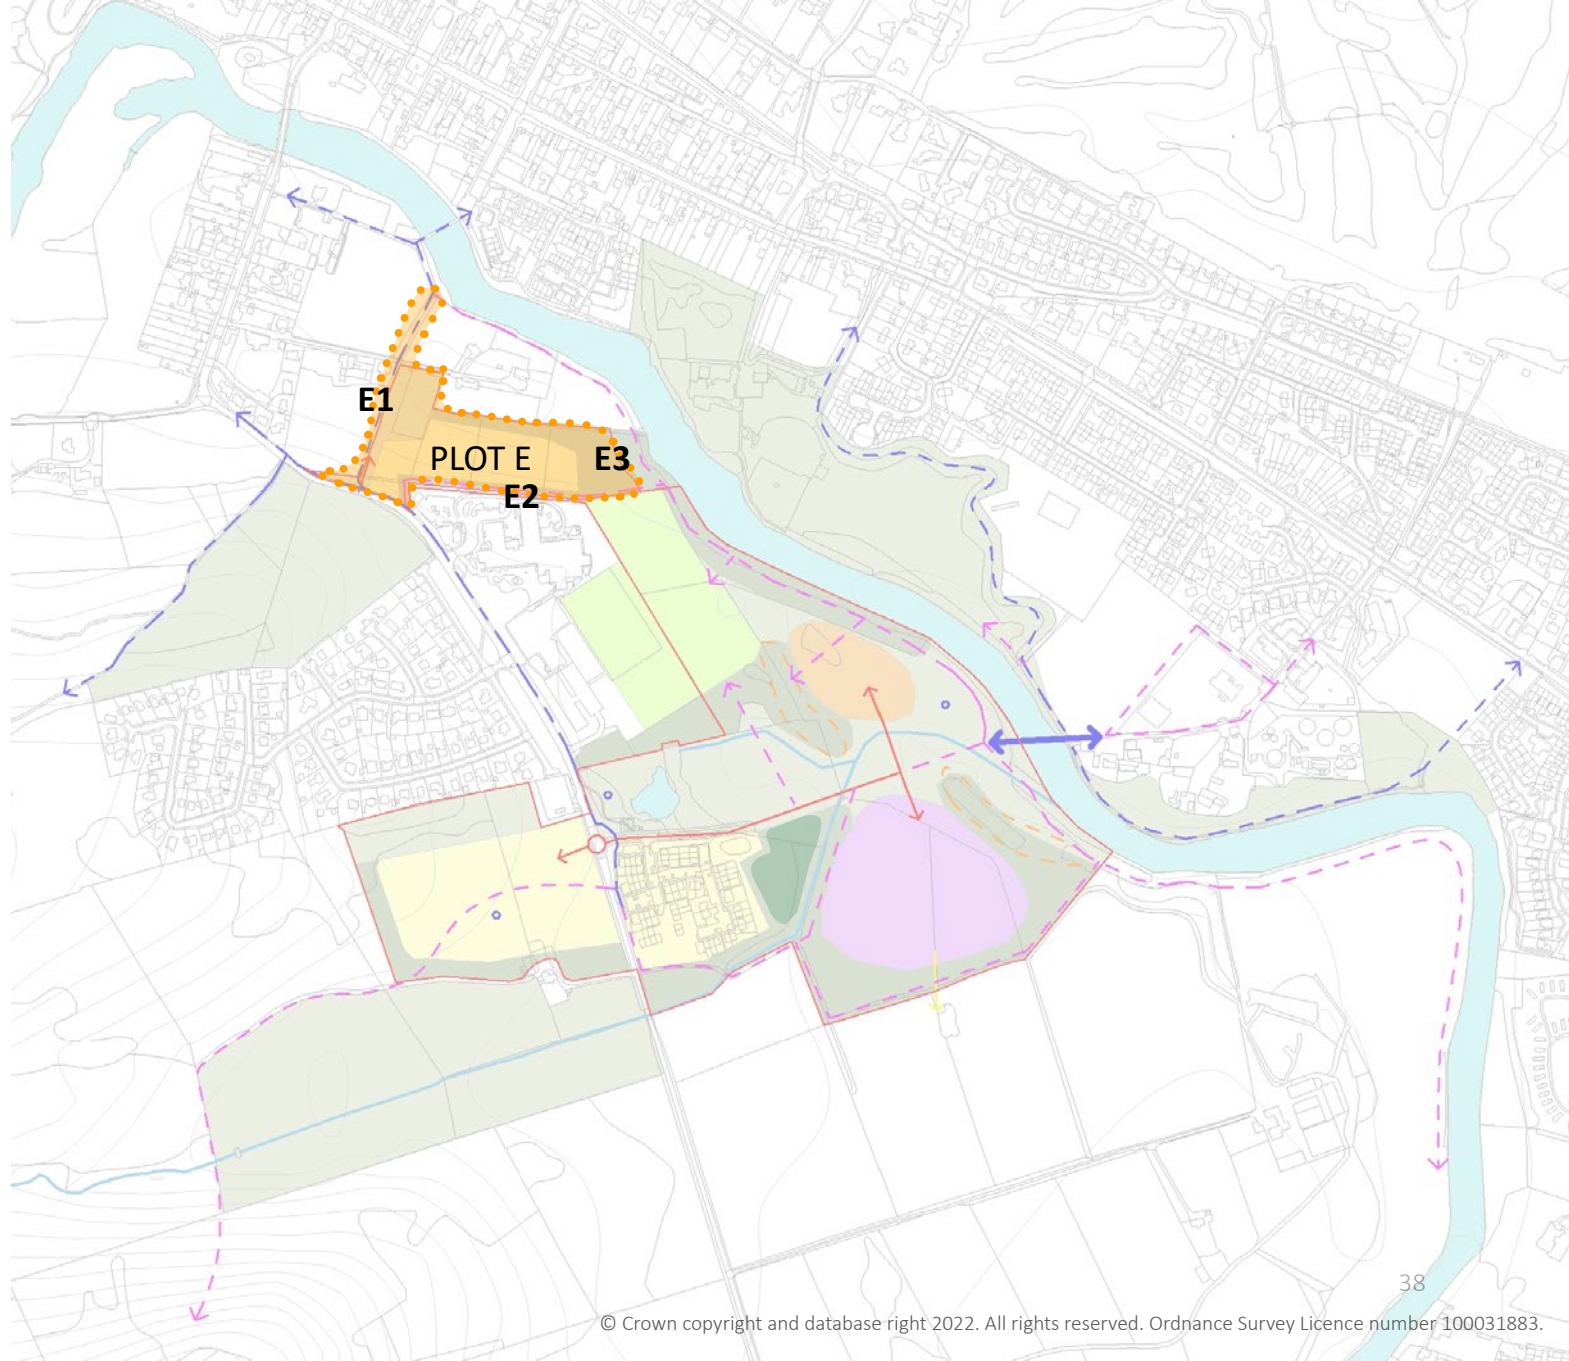 E1
PLOT E
E3
E2
38
© Crown copyright and database right 2022. All rights reserved. Ordnance Survey Licence number 100031883.